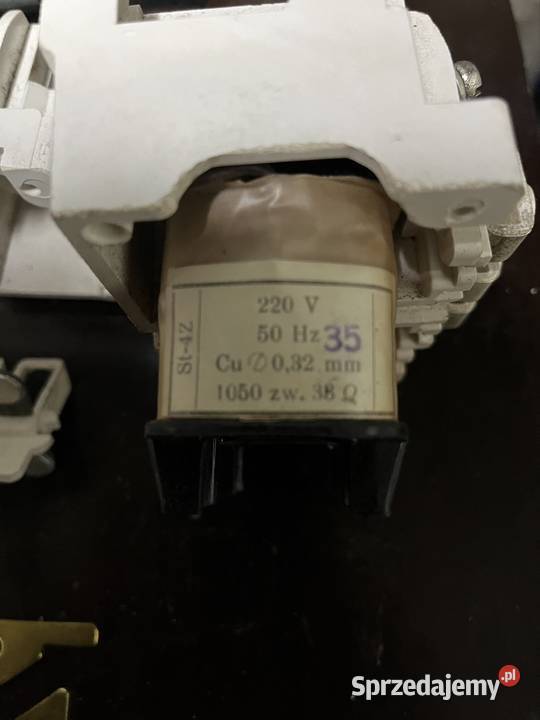 St-4Z
220 V
50 Hz 35
Cu ∅ 0,32 mm
1050 zw. 38 Ω
Sprzedajemy.pl